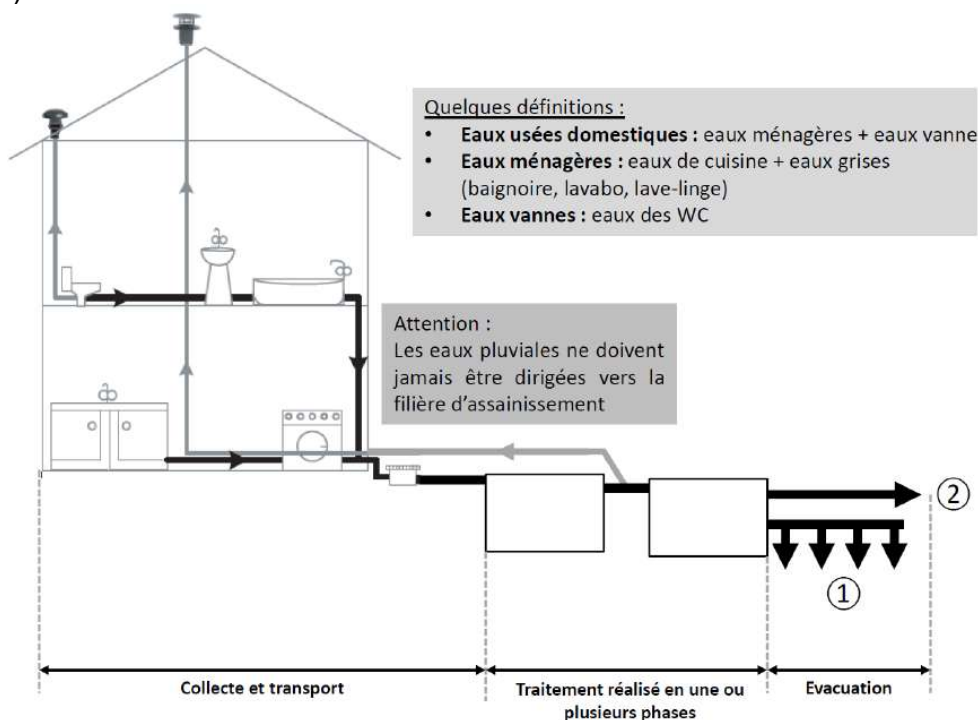 Quelques définitions :
• Eaux usées domestiques : eaux ménagères + eaux vanne
• Eaux ménagères : eaux de cuisine + eaux grises
(baignoire, lavabo, lave-linge)
• Eaux vannes : eaux des WC
Attention :
Les eaux pluviales ne doivent
jamais être dirigées vers la
filière d'assainissement
2
1
Collecte et transport
Traitement réalisé en une ou
plusieurs phases
Evacuation